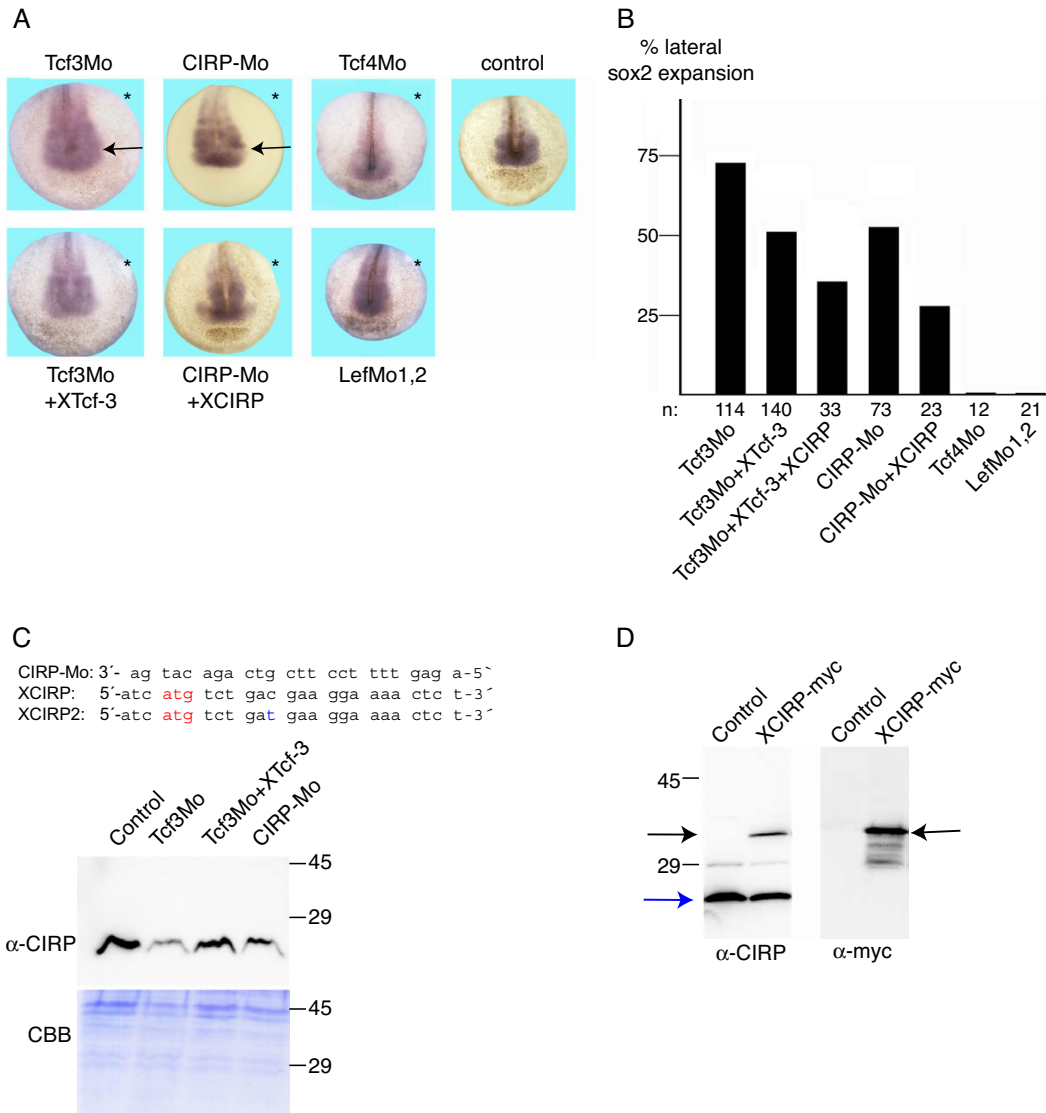 A
Tcf3Mo CIRP-Mo Tcf4Mo control
* * *
* * *
Tcf3Mo
+XTcf-3
CIRP-Mo
+XCIRP
LefMo1,2
B
% lateral
sox2 expansion
75
50
25
n: 114 140 33 73 23 12 21
Tcf3Mo
Tcf3Mo+XTcf-3
Tcf3Mo+XTcf-3+XCIRP
CIRP-Mo
CIRP-Mo+XCIRP
Tcf4Mo
LefMo1,2
C
CIRP-Mo: 3´- ag tac aga ctg ctt cct ttt gag a-5`
XCIRP: 5´-atc atg tct gac gaa gga aaa ctc t-3´
XCIRP2: 5´-atc atg tct gat gaa gga aaa ctc t-3´
Control
Tcf3Mo
Tcf3Mo+XTcf-3
CIRP-Mo
45
29
α-CIRP
45
CBB
29
D
Control
XCIRP-myc
Control
XCIRP-myc
45
29
α-CIRP α-myc